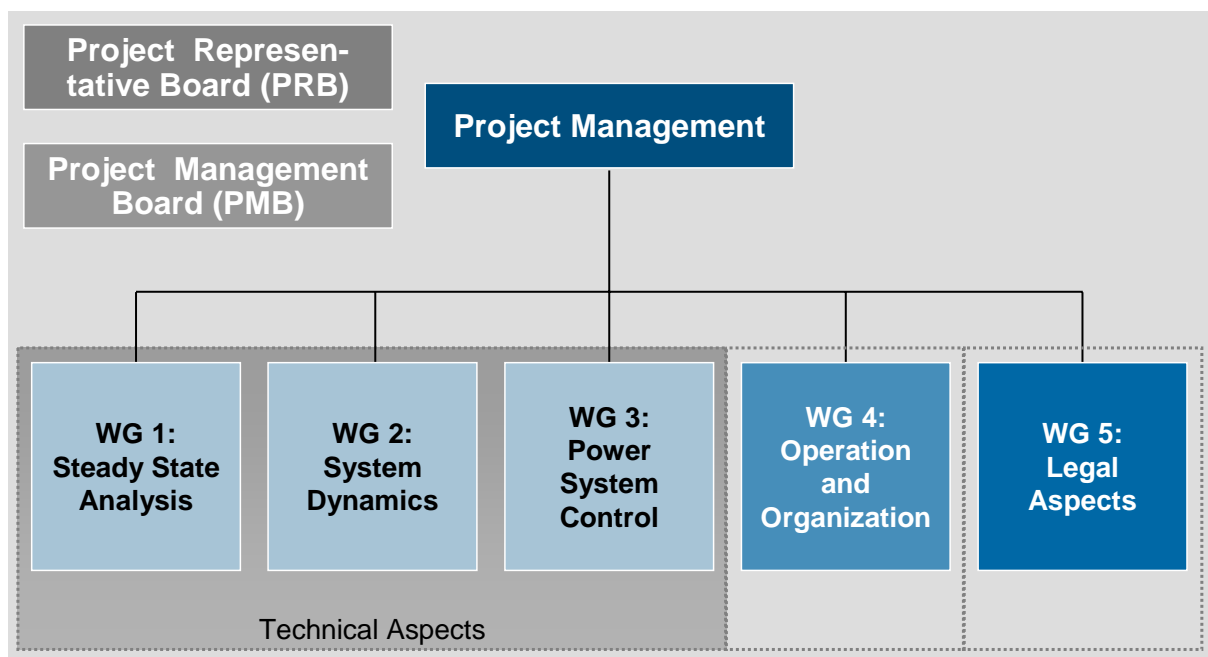 Project Represen-
tative Board (PRB)
Project Management
Project Management
Board (PMB)
WG 1:
Steady State
Analysis
WG 2:
System
Dynamics
WG 3:
Power
System
Control
WG 4:
Operation
and
Organization
WG 5:
Legal
Aspects
Technical Aspects